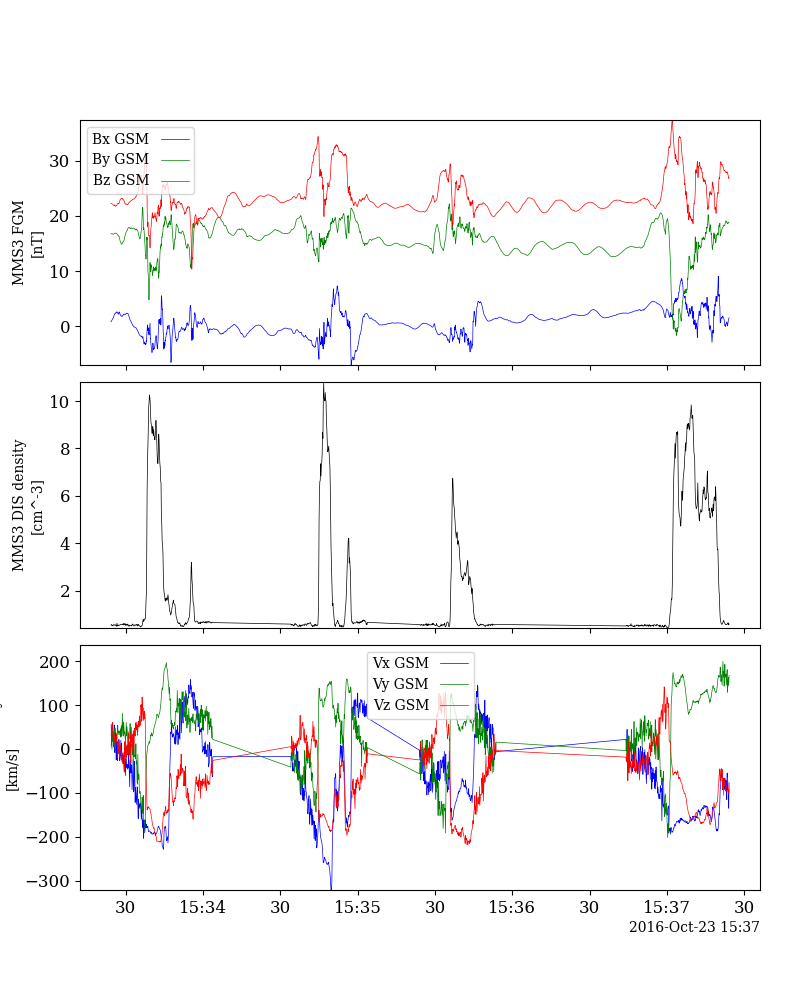 Bx GSM
By GSM
Bz GSM
30
20
10
0
MMS3 FGM
[nT]
10
8
6
4
2
MMS3 DIS density
[cm^-3]
Vx GSM
Vy GSM
Vz GSM
200
100
0
−100
−200
−300
[km/s]
30
15:34
30
15:35
30
15:36
30
15:37
30
2016-Oct-23 15:37